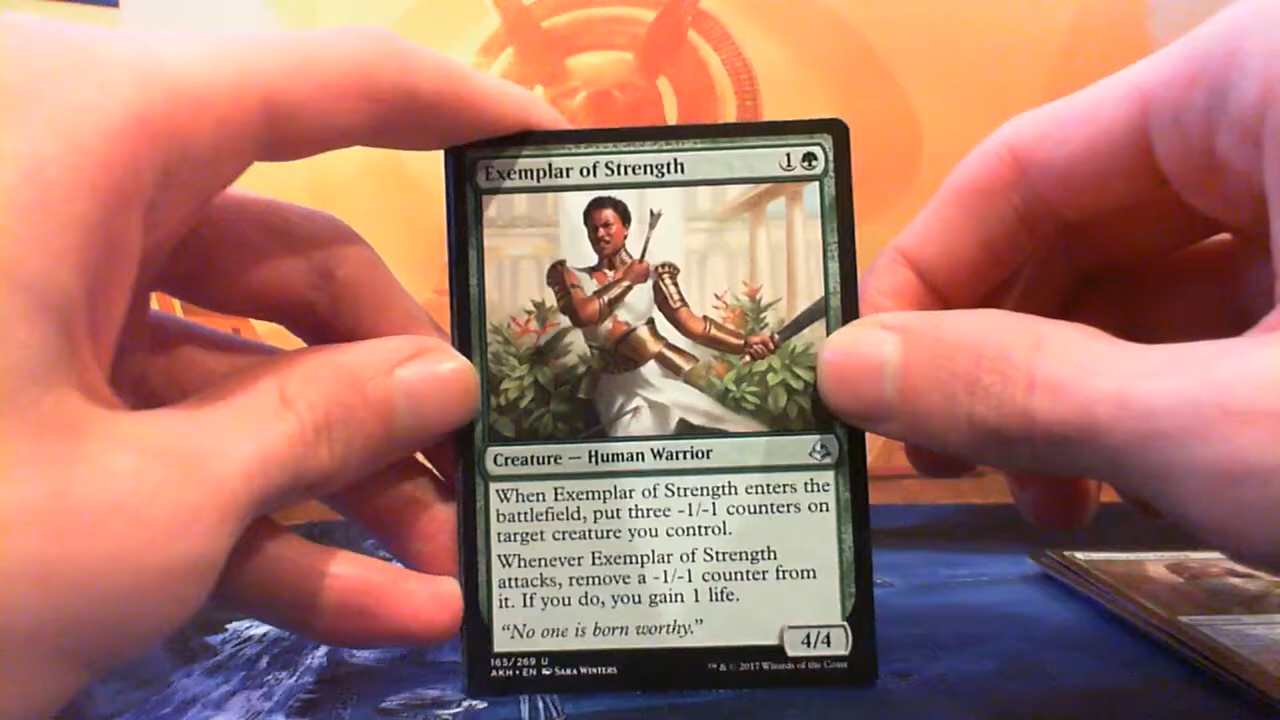 Exemplar of Strength 1
Creature — Human Warrior
When Exemplar of Strength enters the
battlefield, put three -1/-1 counters on
target creature you control.
Whenever Exemplar of Strength
attacks, remove a -1/-1 counter from
it. If you do, you gain 1 life.
“No one is born worthy.”
4/4
165/269 U
AKH • EN Sara Winters
™ & © 2017 Wizards of the Coast